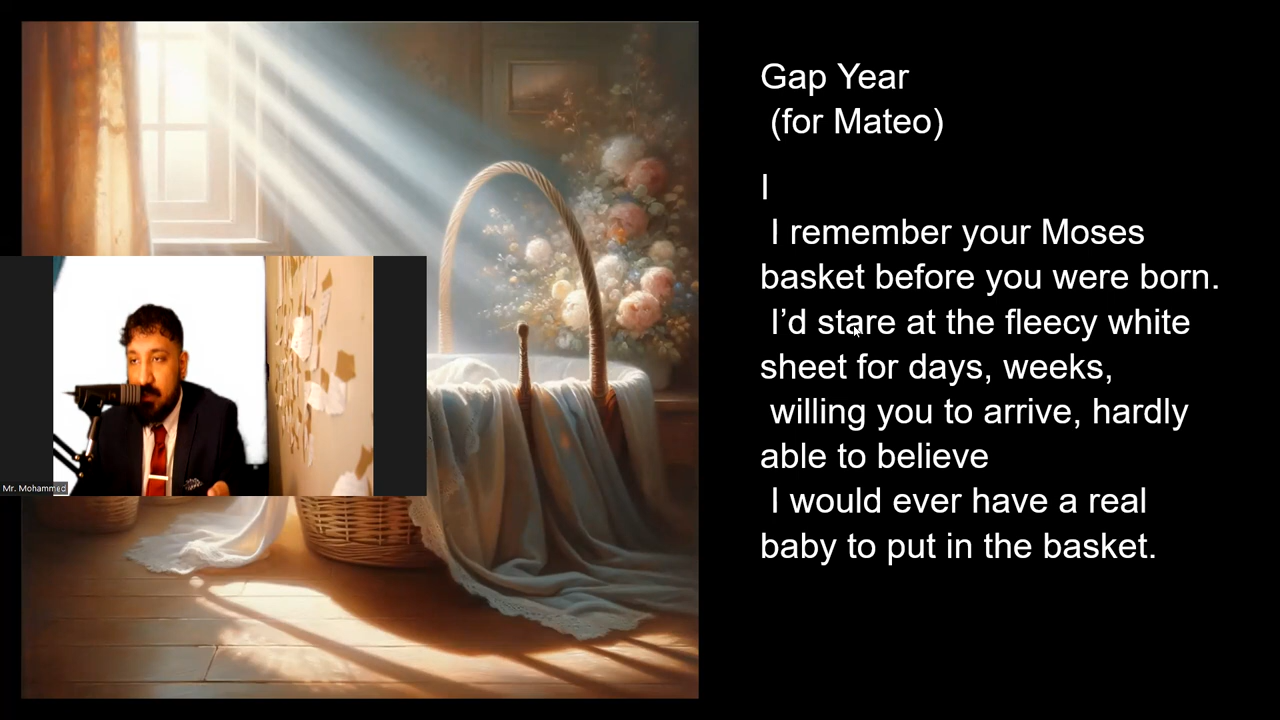 Gap Year
(for Mateo)
I
I remember your Moses
basket before you were born.
I’d stare at the fleecy white
sheet for days, weeks,
willing you to arrive, hardly
able to believe
I would ever have a real
baby to put in the basket.
Mr. Mohammed